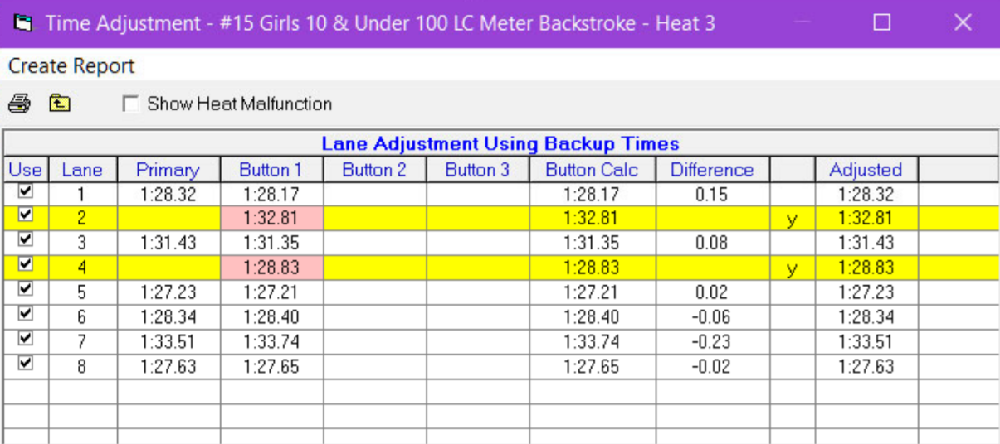 Time Adjustment - #15 Girls 10 & Under 100 LC Meter Backstroke - Heat 3
Create Report
Show Heat Malfunction
Lane Adjustment Using Backup Times
Use Lane Primary Button 1 Button 2 Button 3 Button Calc Difference Adjusted
1 1:28.32 1:28.17 1:28.17 0.15 1:28.32
2 1:32.81 1:32.81 y 1:32.81
3 1:31.43 1:31.35 1:31.35 0.08 1:31.43
4 1:28.83 1:28.83 y 1:28.83
5 1:27.23 1:27.21 1:27.21 0.02 1:27.23
6 1:28.34 1:28.40 1:28.40 -0.06 1:28.34
7 1:33.51 1:33.74 1:33.74 -0.23 1:33.51
8 1:27.63 1:27.65 1:27.65 -0.02 1:27.63